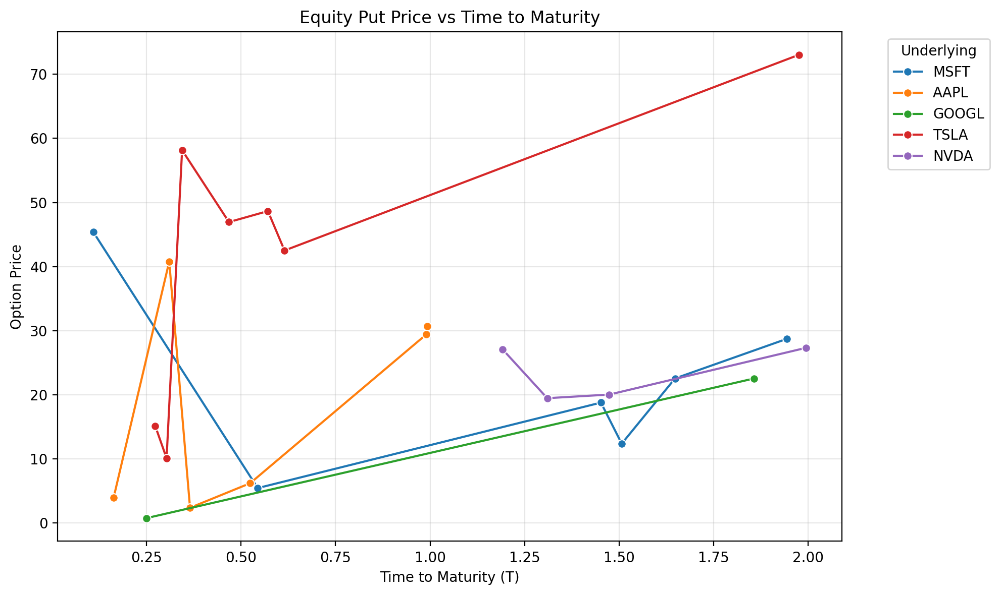 Equity Put Price vs Time to Maturity
Option Price
70
60
50
40
30
20
10
0
0.25 0.50 0.75 1.00 1.25 1.50 1.75 2.00
Time to Maturity (T)
Underlying
MSFT
AAPL
GOOGL
TSLA
NVDA